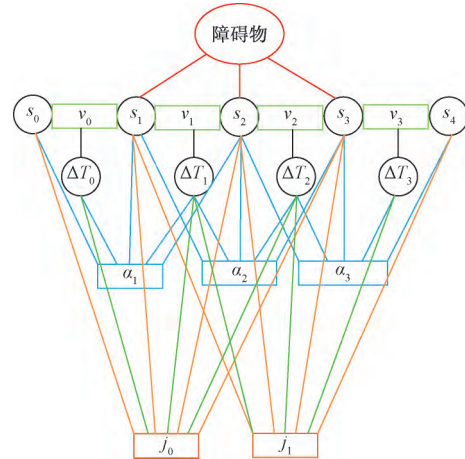 障碍物
s₀ v₀ s₁ v₁ s₂ v₂ s₃ v₃ s₄
ΔT₀ ΔT₁ ΔT₂ ΔT₃
α₁ α₂ α₃
j₀ j₁